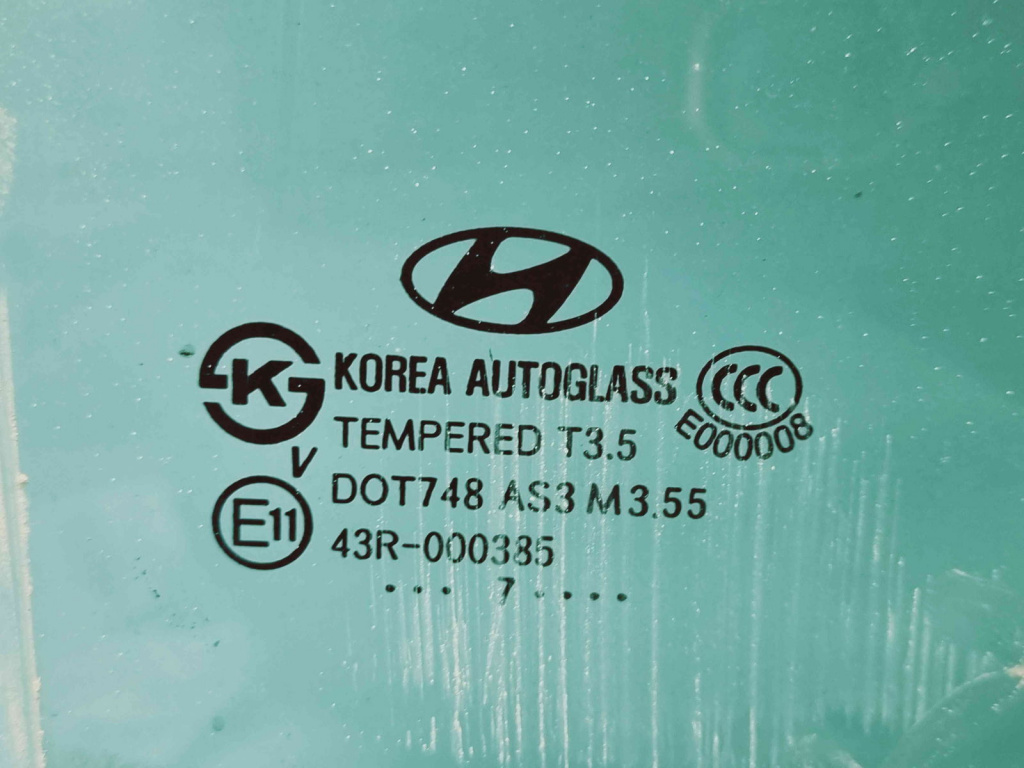 K
KOREA AUTOGLASS
CCC
E000008
TEMPERED T3.5
V
DOT748 AS3 M3.55
E11
43R-000385
••• 7 ••••